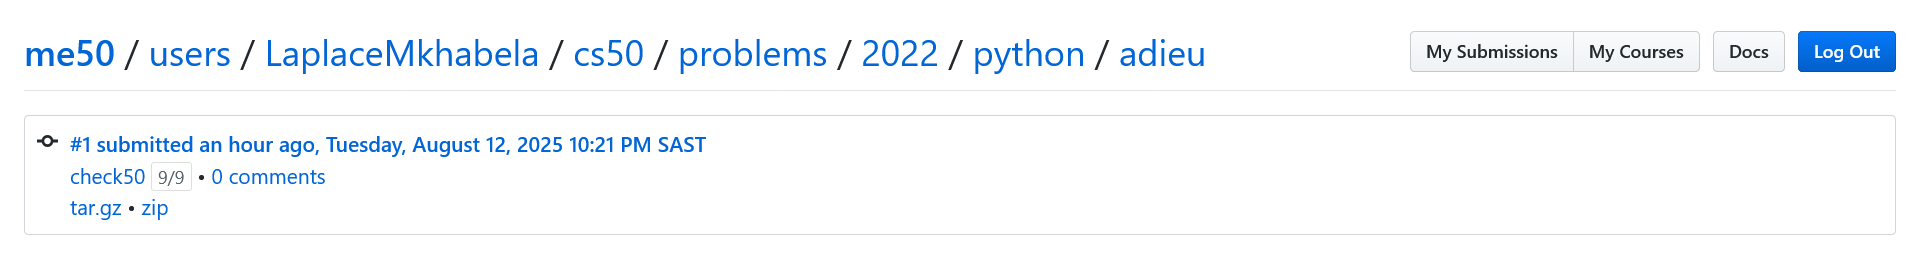 me50 / users / LaplaceMkhabela / cs50 / problems / 2022 / python / adieu My Submissions My Courses Docs Log Out
#1 submitted an hour ago, Tuesday, August 12, 2025 10:21 PM SAST
check50 9/9 • 0 comments
tar.gz • zip